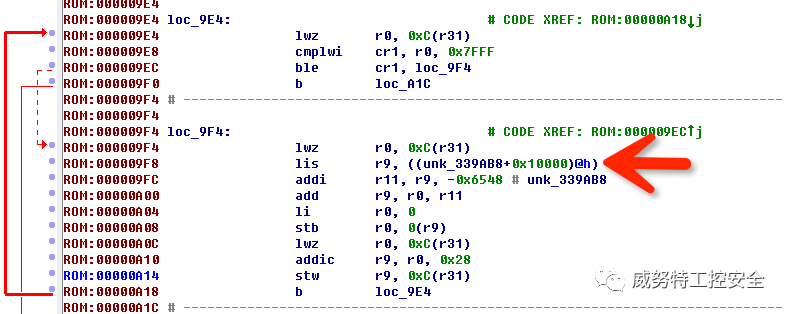 ROM:000009E4
ROM:000009E4 loc_9E4: # CODE XREF: ROM:00000A18↓j
ROM:000009E4 lwz r0, 0xC(r31)
ROM:000009E8 cmplwi cr1, r0, 0x7FFF
ROM:000009EC ble cr1, loc_9F4
ROM:000009F0 b loc_A1C
ROM:000009F4 # ---------------------------------------------------------------------------
ROM:000009F4
ROM:000009F4 loc_9F4: # CODE XREF: ROM:000009EC↑j
ROM:000009F4 lwz r0, 0xC(r31)
ROM:000009F8 lis r9, ((unk_339AB8+0x10000)@h)
ROM:000009FC addi r11, r9, -0x6548 # unk_339AB8
ROM:00000A00 add r9, r0, r11
ROM:00000A04 li r0, 0
ROM:00000A08 stb r0, 0(r9)
ROM:00000A0C lwz r0, 0xC(r31)
ROM:00000A10 addic r9, r0, 0x28
ROM:00000A14 stw r9, 0xC(r31)
ROM:00000A18 b loc_9E4
ROM:00000A1C # ---------------------------------------------------------------------------
威努特工控安全